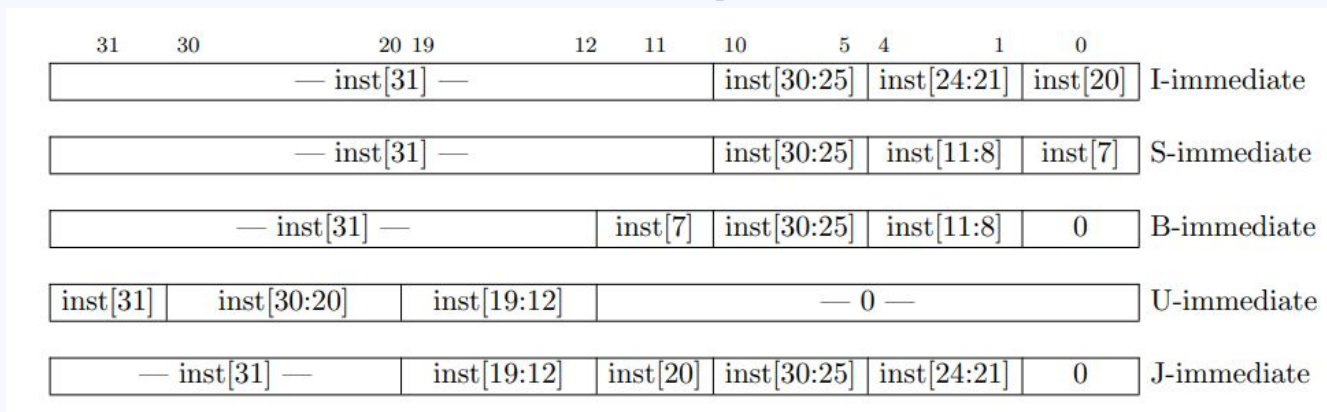 31 30 20 19 12 11 10 5 4 1 0
— inst[31] — inst[30:25] inst[24:21] inst[20] I-immediate
— inst[31] — inst[30:25] inst[11:8] inst[7] S-immediate
— inst[31] — inst[7] inst[30:25] inst[11:8] 0 B-immediate
inst[31] inst[30:20] inst[19:12] — 0 — U-immediate
— inst[31] — inst[19:12] inst[20] inst[30:25] inst[24:21] 0 J-immediate